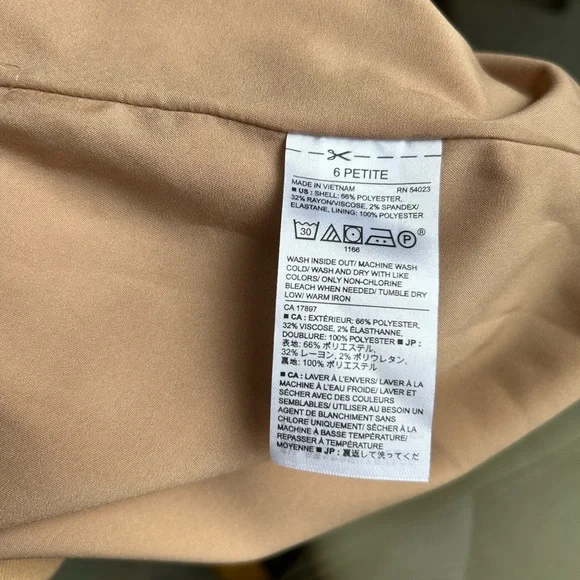 6 PETITE
MADE IN VIETNAM RN 54023
■ US : SHELL: 66% POLYESTER,
32% RAYON/VISCOSE, 2% SPANDEX/
ELASTANE, LINING: 100% POLYESTER
30 P ®
1166
WASH INSIDE OUT/ MACHINE WASH
COLD/ WASH AND DRY WITH LIKE
COLORS/ ONLY NON-CHLORINE
BLEACH WHEN NEEDED/ TUMBLE DRY
LOW/ WARM IRON
CA 17897
■ CA : EXTÉRIEUR: 66% POLYESTER,
32% VISCOSE, 2% ÉLASTHANNE,
DOUBLURE: 100% POLYESTER ■ JP :
表地: 66% ポリエステル,
32% レーヨン, 2% ポリウレタン,
裏地: 100% ポリエステル
■ CA : LAVER À L'ENVERS/ LAVER À LA
MACHINE À L'EAU FROIDE/ LAVER ET
SÉCHER AVEC DES COULEURS
SEMBLABLES/ UTILISER AU BESOIN UN
AGENT DE BLANCHIMENT SANS
CHLORE UNIQUEMENT/ SÉCHER À LA
MACHINE À BASSE TEMPÉRATURE/
REPASSER À TEMPÉRATURE
MOYENNE ■ JP : 裏返して洗ってくだ